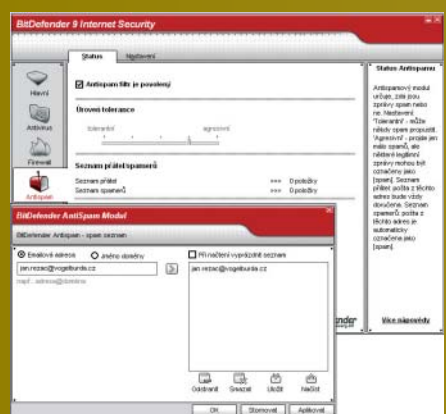 BitDefender 9 Internet Security
Status
Nastavení
Hlavní
Antivirus
Firewall
Antispam
Antispam filtr je povolený
Úroveň tolerance
tolerantní
agresivní
Seznam přátel/spamerů
Seznam přátel >>> 0 položky
Seznam spamerů >>> 0 položky
Status Antispamu
Antispamový modul
určuje, zda jsou
zprávy spam nebo
ne. Nastavení
'Tolerantní' - může
někdy spam propustit.
'Agresivní' - projde jen
málo spamů, ale
některé legitimní
zprávy mohou být
označeny jako
[spam]. Seznam
přátel: pošta z těchto
adres bude vždy
doručena. Seznam
spamerů: pošta z
těchto adres je
automaticky
označena jako
[spam].
Více nápovědy
BitDefender AntiSpam Modul
BitDefender Antispam - spam seznam
Emailová adresa
Jméno domény
jan.rezac@vogelburda.cz
např.: adresa@doména
Při načtení vyprázdnit seznam
jan.rezac@vogelburda.cz
Odstranit
Smazat
Uložit
Načíst
OK
Stornovat
Aplikovat